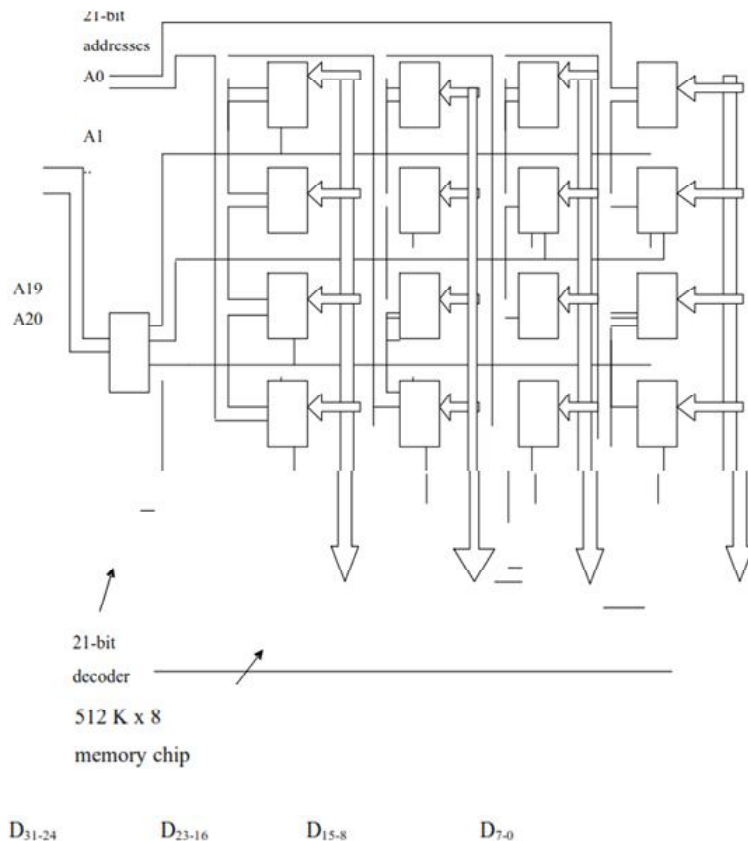 21-bit
addresses
A0
A1
..
A19
A20
21-bit
decoder
512 K x 8
memory chip
D31-24 D23-16 D15-8 D7-0